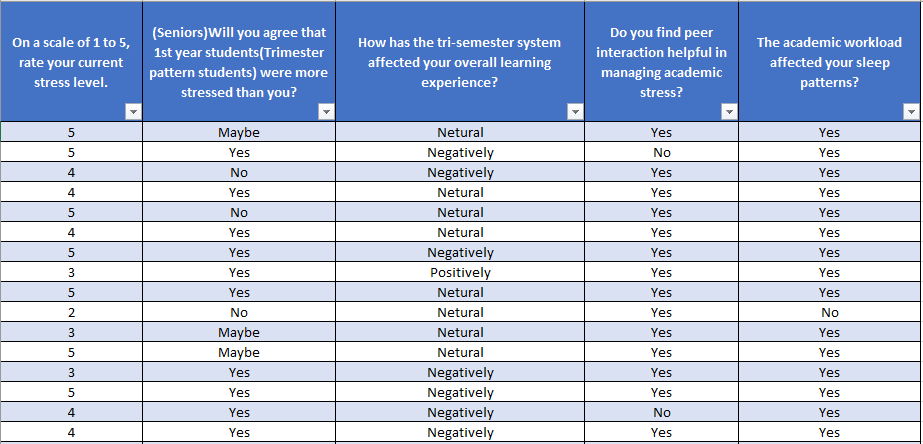 On a scale of 1 to 5, rate your current stress level. (Seniors)Will you agree that 1st year students(Trimester pattern students) were more stressed than you? How has the tri-semester system affected your overall learning experience? Do you find peer interaction helpful in managing academic stress? The academic workload affected your sleep patterns?
5 Maybe Netural Yes Yes
5 Yes Negatively No Yes
4 No Negatively Yes Yes
4 Yes Netural Yes Yes
5 No Netural Yes Yes
4 Yes Netural Yes Yes
5 Yes Negatively Yes Yes
3 Yes Positively Yes Yes
5 Yes Netural Yes Yes
2 No Netural Yes No
3 Maybe Netural Yes Yes
5 Maybe Netural Yes Yes
3 Yes Negatively Yes Yes
5 Yes Negatively Yes Yes
4 Yes Negatively No Yes
4 Yes Negatively Yes Yes